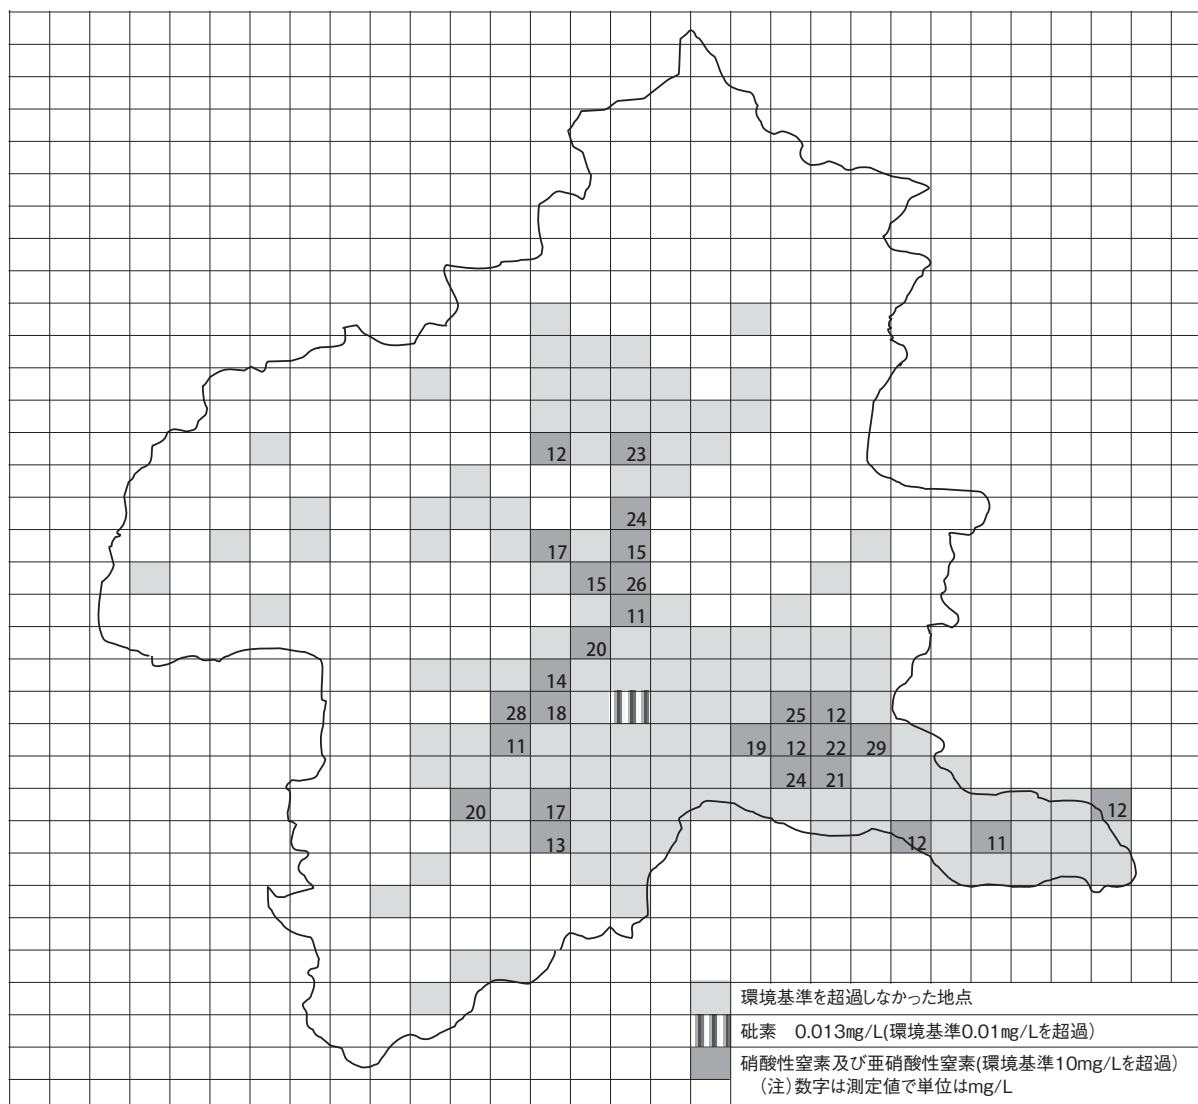 12 23
24
17 15
15 26
11
20
14
28 18 25 12
11 19 12 22 29
24 21
20 17 12
13 12 11
環境基準を超過しなかった地点
砒素 0.013㎎/L(環境基準0.01㎎/Lを超過)
硝酸性窒素及び亜硝酸性窒素(環境基準10mg/Lを超過)
(注)数字は測定値で単位はmg/L